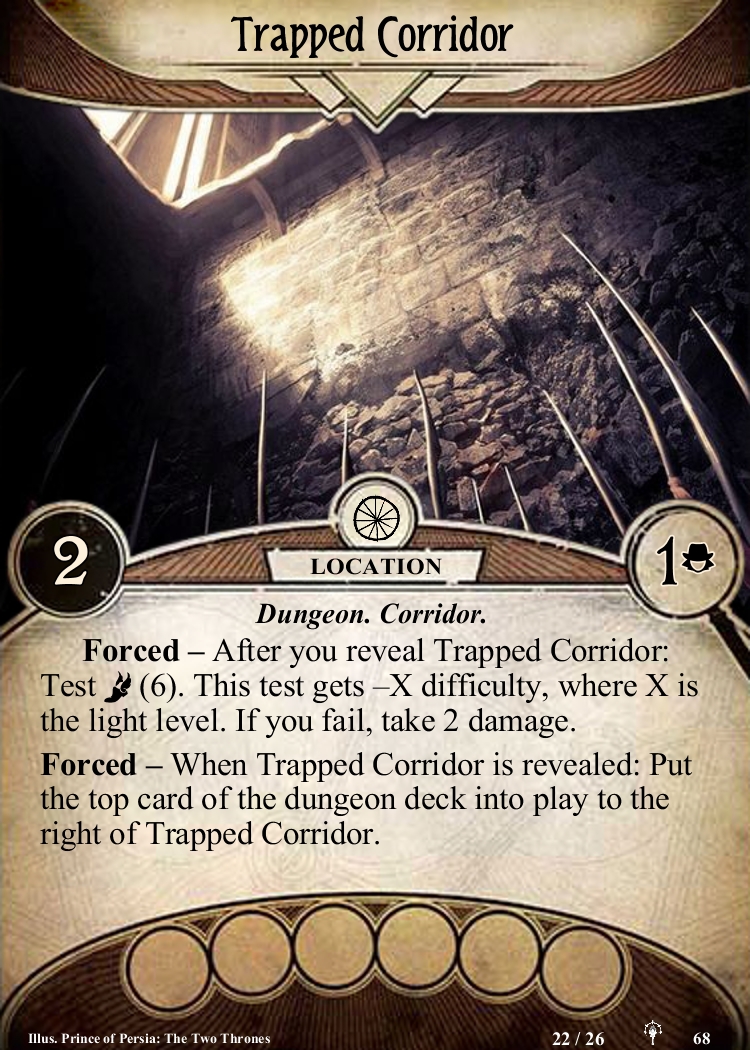 Trapped Corridor
2
LOCATION
1
Dungeon. Corridor.
Forced – After you reveal Trapped Corridor:
Test (6). This test gets –X difficulty, where X is
the light level. If you fail, take 2 damage.
Forced – When Trapped Corridor is revealed: Put
the top card of the dungeon deck into play to the
right of Trapped Corridor.
Illus. Prince of Persia: The Two Thrones
22 / 26
68